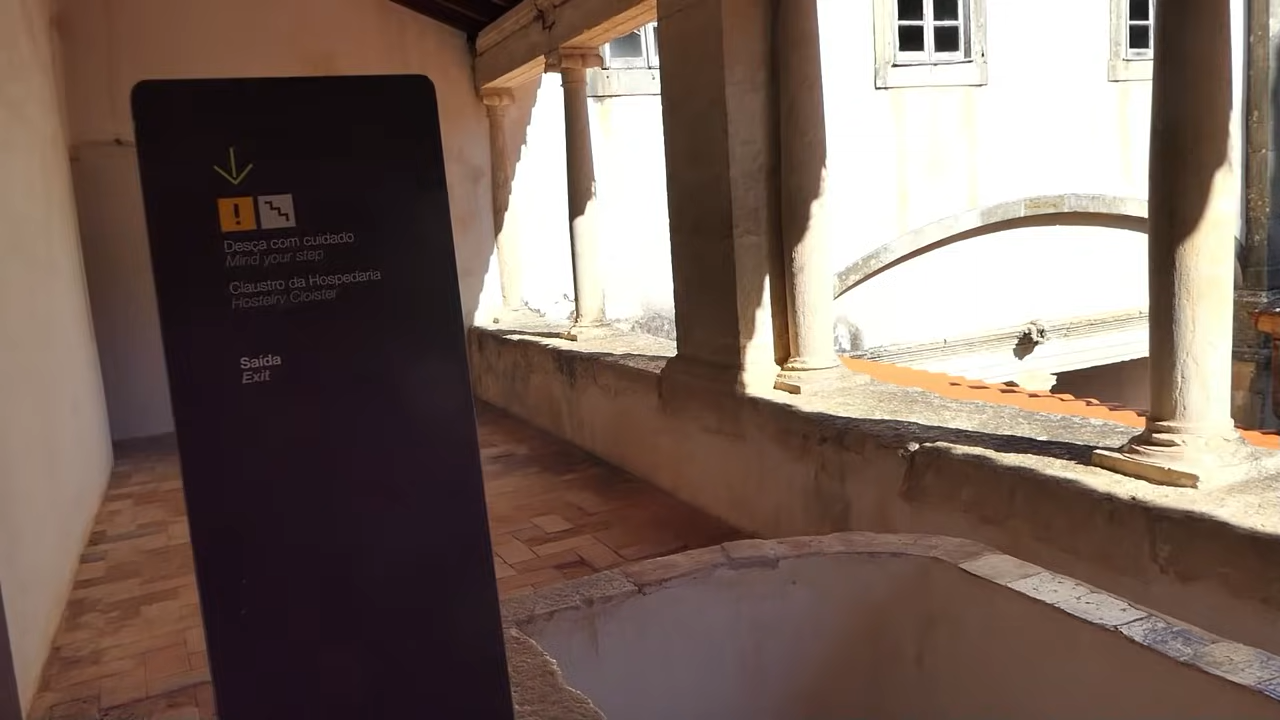 !
Desça com cuidado
Mind your step
Claustro da Hospedaria
Hostelry Cloister
Saída
Exit